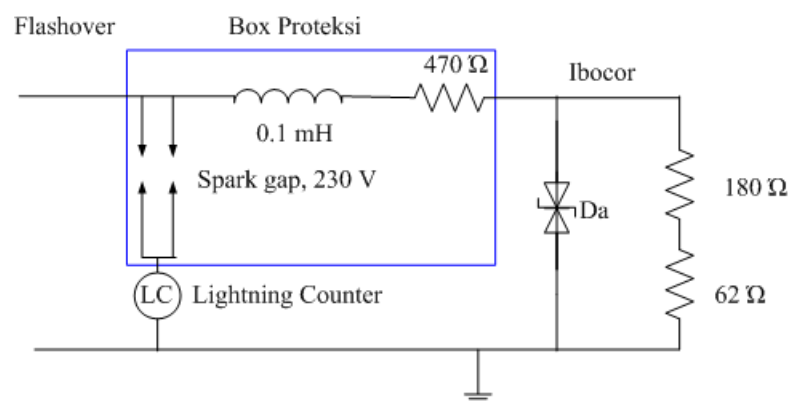 Flashover
Box Proteksi
470 Ω
Ibocor
0.1 mH
Spark gap, 230 V
180 Ω
Da
LC
Lightning Counter
62 Ω